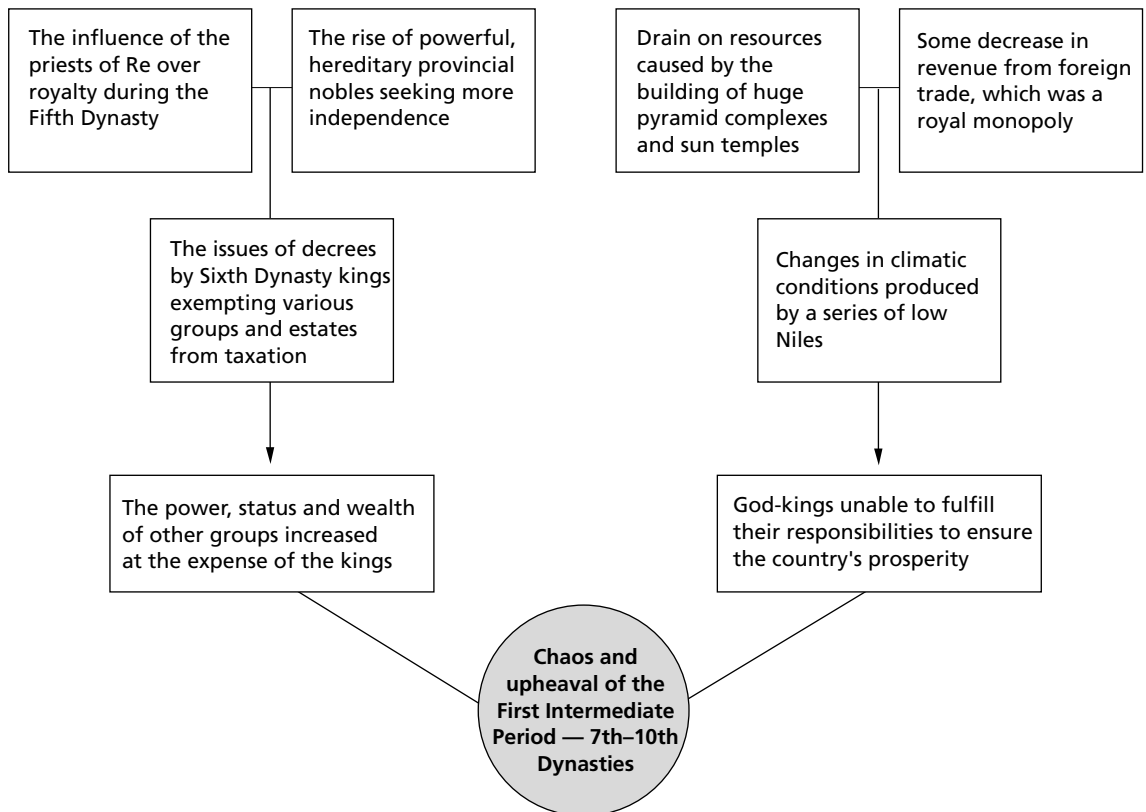 The influence of the
priests of Re over
royalty during the
Fifth Dynasty
The rise of powerful,
hereditary provincial
nobles seeking more
independence
Drain on resources
caused by the
building of huge
pyramid complexes
and sun temples
Some decrease in
revenue from foreign
trade, which was a
royal monopoly
The issues of decrees
by Sixth Dynasty kings
exempting various
groups and estates
from taxation
Changes in climatic
conditions produced
by a series of low
Niles
The power, status and wealth
of other groups increased
at the expense of the kings
God-kings unable to fulfill
their responsibilities to ensure
the country's prosperity
Chaos and
upheaval of the
First Intermediate
Period — 7th–10th
Dynasties